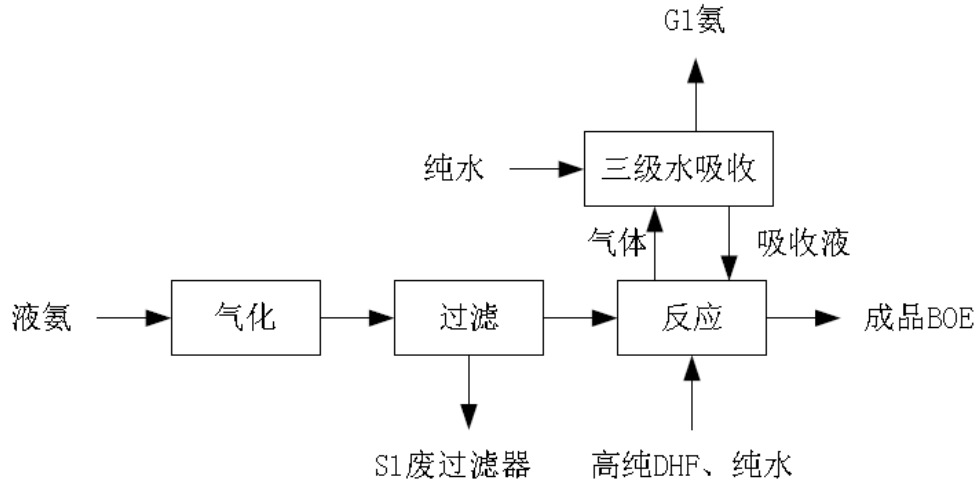 G1氨
纯水
三级水吸收
气体
吸收液
液氨
气化
过滤
反应
成品BOE
S1废过滤器
高纯DHF、纯水